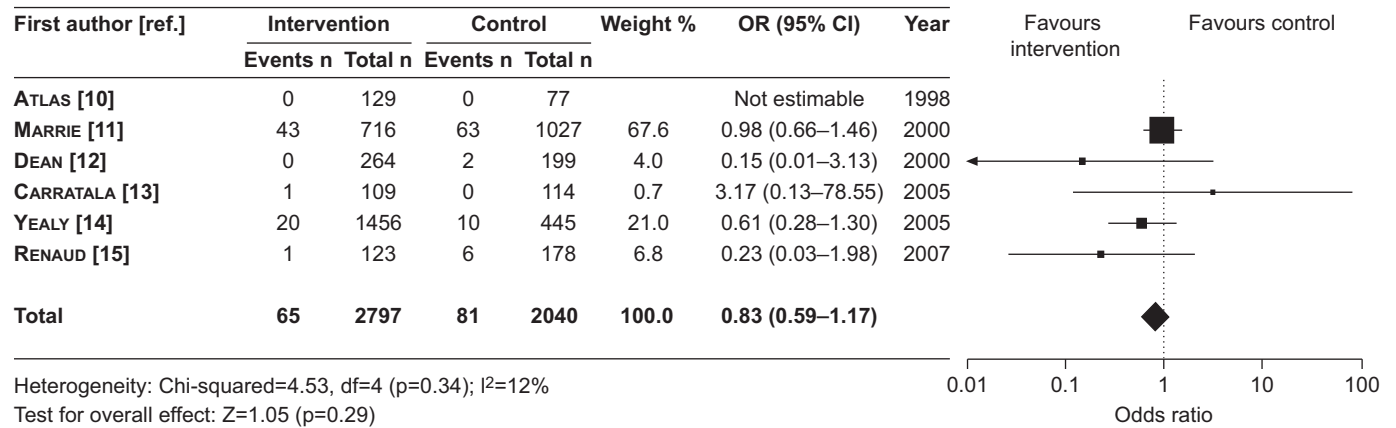 First author [ref.] Intervention Control Weight % OR (95% CI) Year Favours intervention Favours control
Events n Total n Events n Total n
ATLAS [10] 0 129 0 77 Not estimable 1998
MARRIE [11] 43 716 63 1027 67.6 0.98 (0.66–1.46) 2000
DEAN [12] 0 264 2 199 4.0 0.15 (0.01–3.13) 2000
CARRATALA [13] 1 109 0 114 0.7 3.17 (0.13–78.55) 2005
YEALY [14] 20 1456 10 445 21.0 0.61 (0.28–1.30) 2005
RENAUD [15] 1 123 6 178 6.8 0.23 (0.03–1.98) 2007
Total 65 2797 81 2040 100.0 0.83 (0.59–1.17)
Heterogeneity: Chi-squared=4.53, df=4 (p=0.34); I2=12%
Test for overall effect: Z=1.05 (p=0.29)
0.01 0.1 1 10 100
Odds ratio